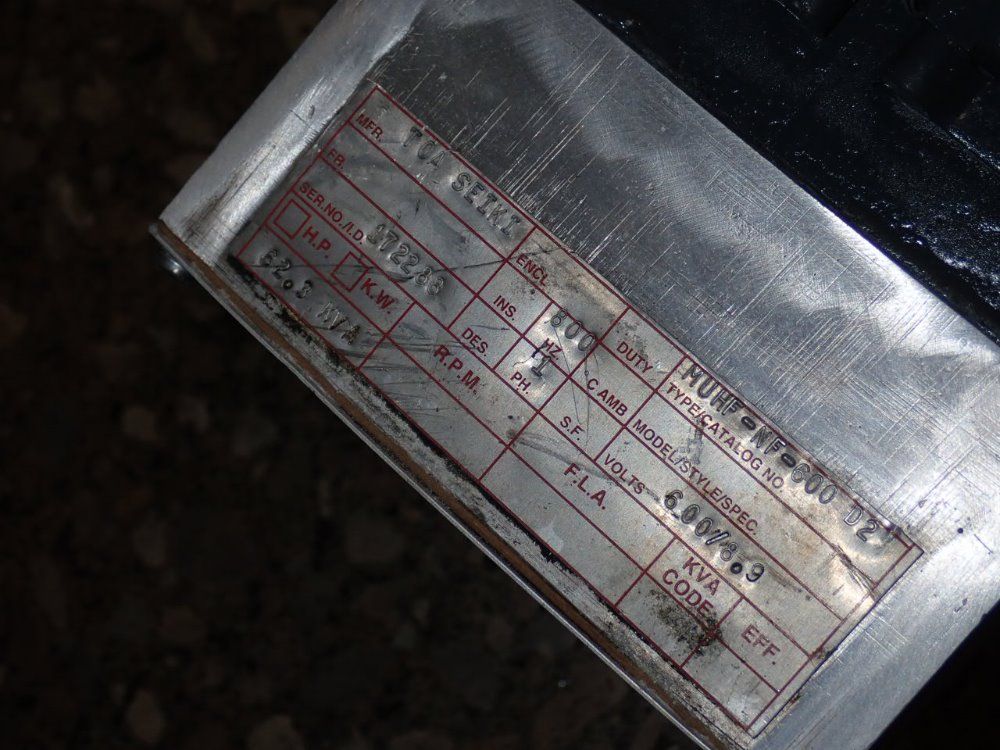 MFR. TOA SEIKI
FR. ENCL. DUTY MUHF-NF-600 D2
SER.NO./I.D. 172286 INS. 600 HZ. C.AMB TYPE/CATALOG NO.
H.P. K.W. DES. PH. 1 MODEL/STYLE/SPEC.
62.3 KVA R.P.M. S.F. VOLTS 600//8.9
F.L.A. KVA CODE EFF.